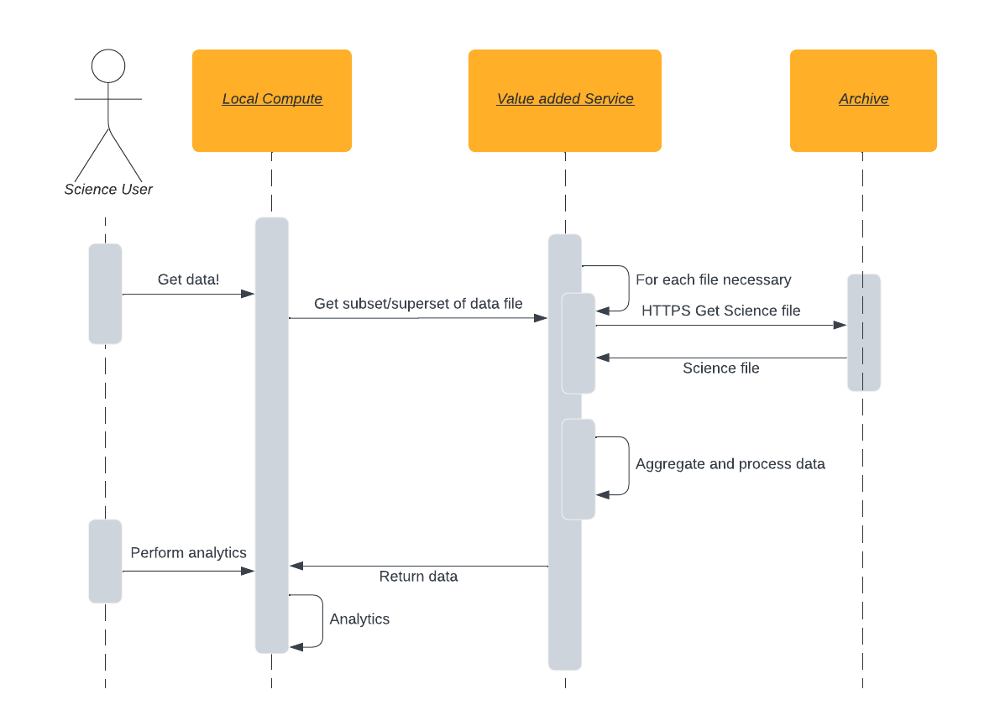 Local Compute
Value added Service
Archive
Science User
Get data!
For each file necessary
Get subset/superset of data file
HTTPS Get Science file
Science file
Aggregate and process data
Perform analytics
Return data
Analytics